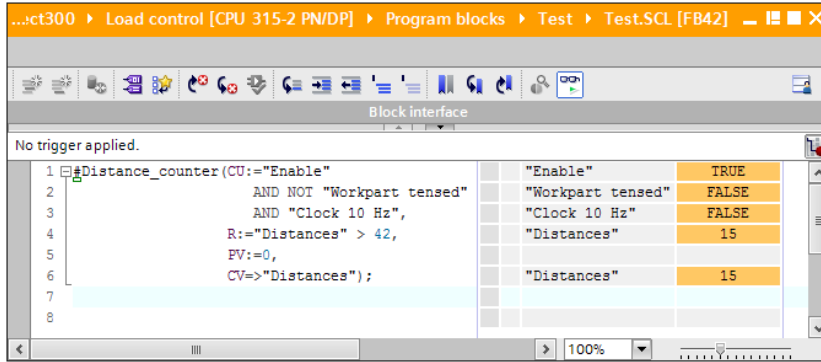 ...ect300 ▸ Load control [CPU 315-2 PN/DP] ▸ Program blocks ▸ Test ▸ Test.SCL [FB42]
Block interface
No trigger applied.
1 #Distance_counter(CU:="Enable" "Enable" TRUE
2 AND NOT "Workpart tensed" "Workpart tensed" FALSE
3 AND "Clock 10 Hz", "Clock 10 Hz" FALSE
4 R:="Distances" > 42, "Distances" 15
5 PV:=0,
6 CV=>"Distances"); "Distances" 15
7
8
100%